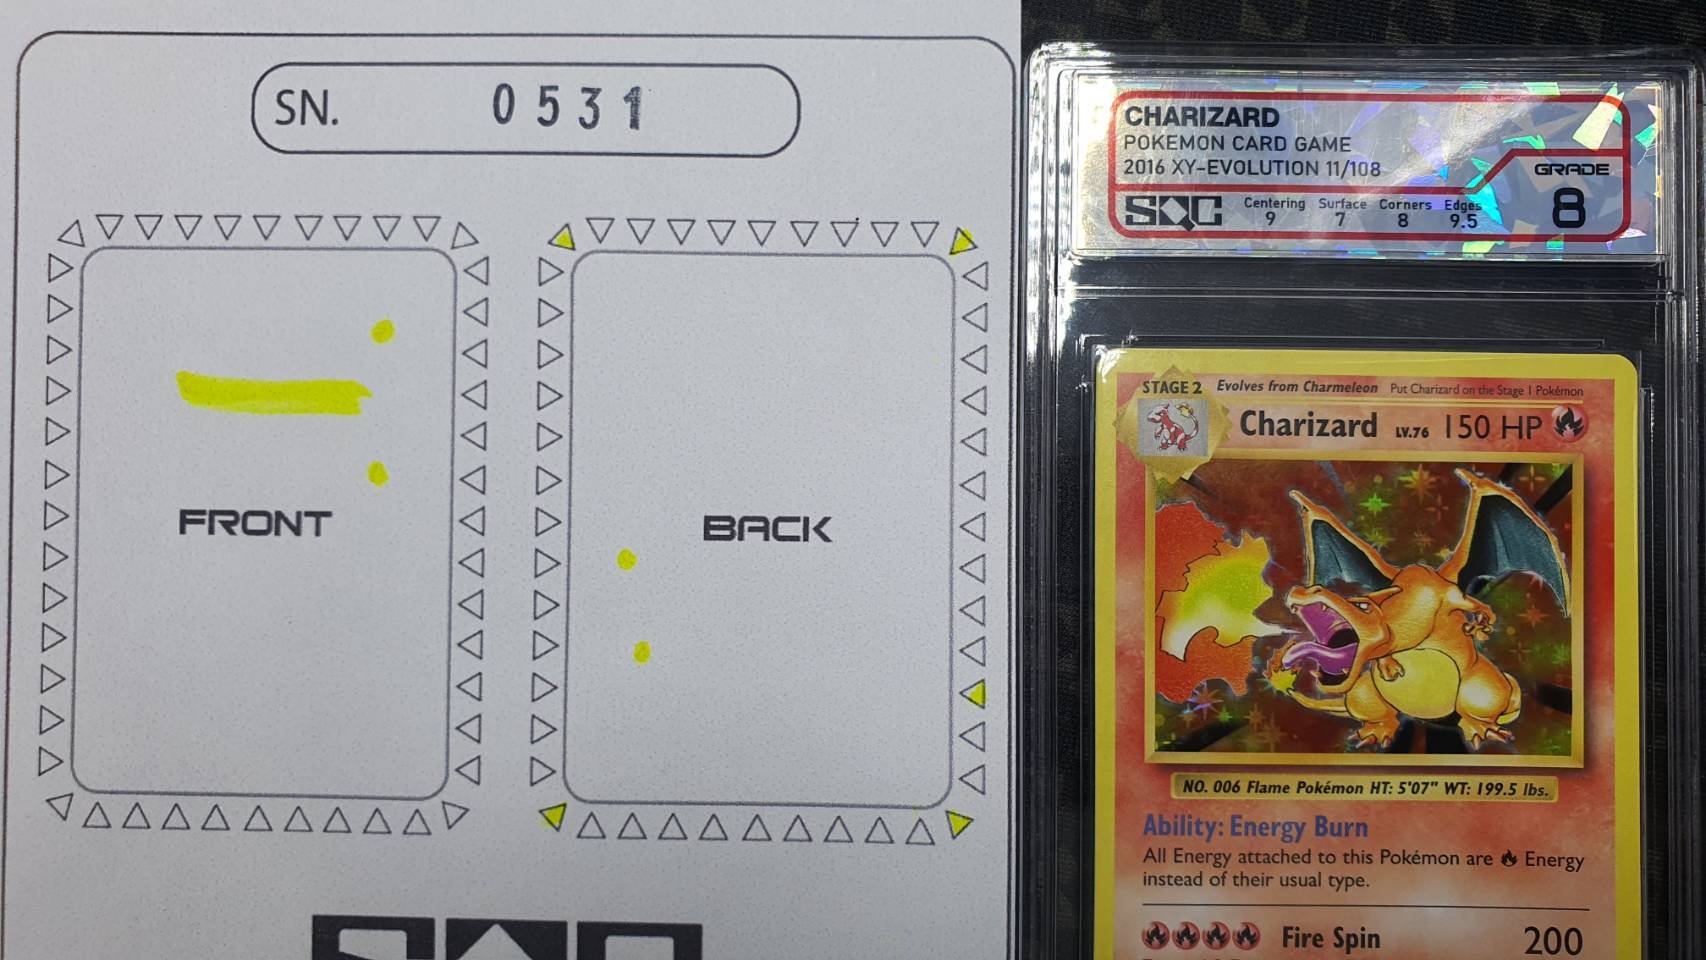 SN. 0531
FRONT
BACK
SQC
CHARIZARD
POKEMON CARD GAME
2016 XY-EVOLUTION 11/108
GRADE
8
SQC
Centering Surface Corners Edges
9 7 8 9.5
STAGE 2 Evolves from Charmeleon Put Charizard on the Stage 1 Pokémon
Charizard LV.76 150 HP
NO. 006 Flame Pokémon HT: 5'07" WT: 199.5 lbs.
Ability: Energy Burn
All Energy attached to this Pokémon are Energy
instead of their usual type.
Fire Spin 200